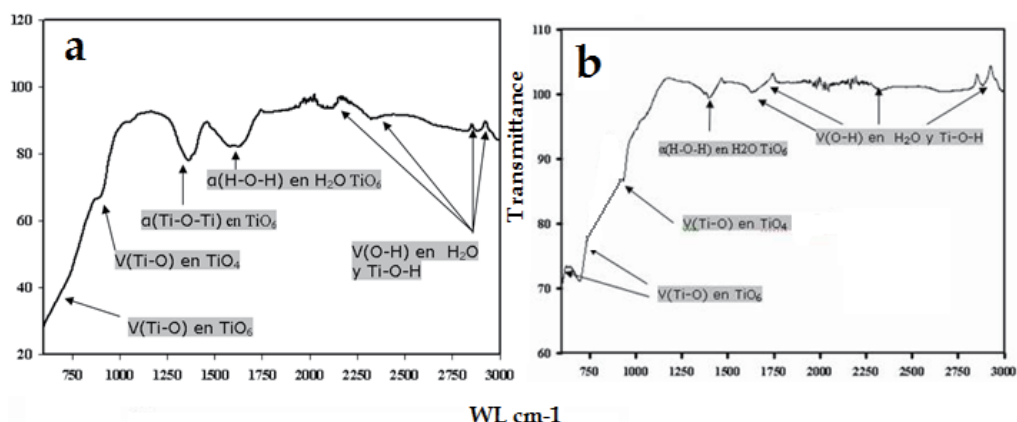 a
120
100
80
60
40
20
α(H-O-H) en H₂O TiO₆
α(Ti-O-Ti) en TiO₆
V(Ti-O) en TiO₄
V(O-H) en H₂O
y Ti-O-H
V(Ti-O) en TiO₆
750 1000 1250 1500 1750 2000 2250 2500 2750 3000
b
Transmittance
110
100
90
80
70
60
α(H-O-H) en H2O TiO₆
V(O-H) en H₂O y Ti-O-H
V(Ti-O) en TiO₄
V(Ti-O) en TiO₆
750 1000 1250 1500 1750 2000 2250 2500 2750 3000
WL cm-1